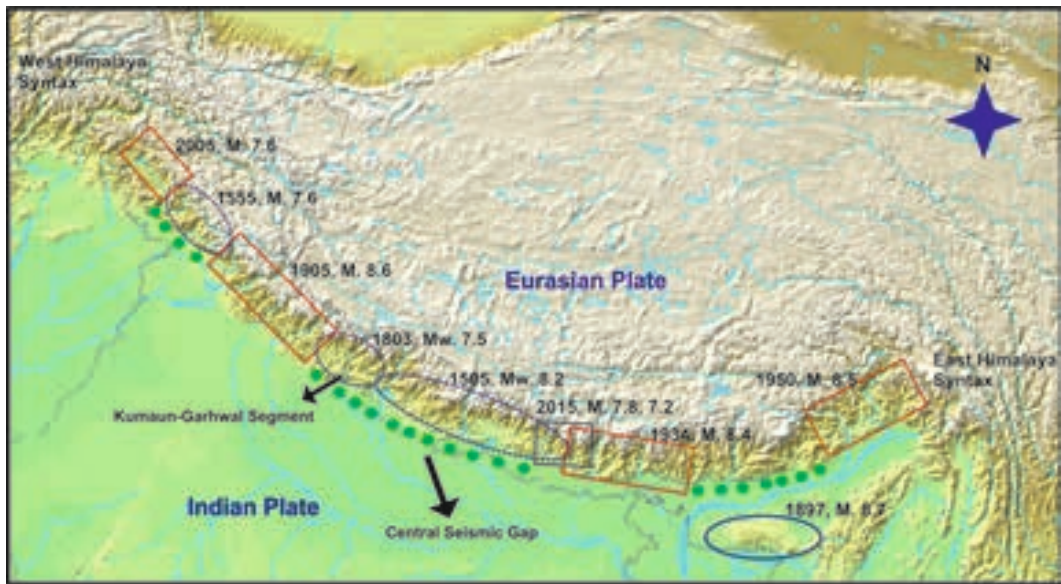 West Himalaya
Syntax
N
2005, M. 7.6
1555, M. 7.6
1905, M. 8.6
Eurasian Plate
1803, Mw. 7.5
East Himalaya
Syntax
1505, Mw. 8.2
1950, M. 8.5
Kumaun-Garhwal Segment
2015, M. 7.8, 7.2
1934, M. 8.4
Indian Plate
1897, M. 8.7
Central Seismic Gap